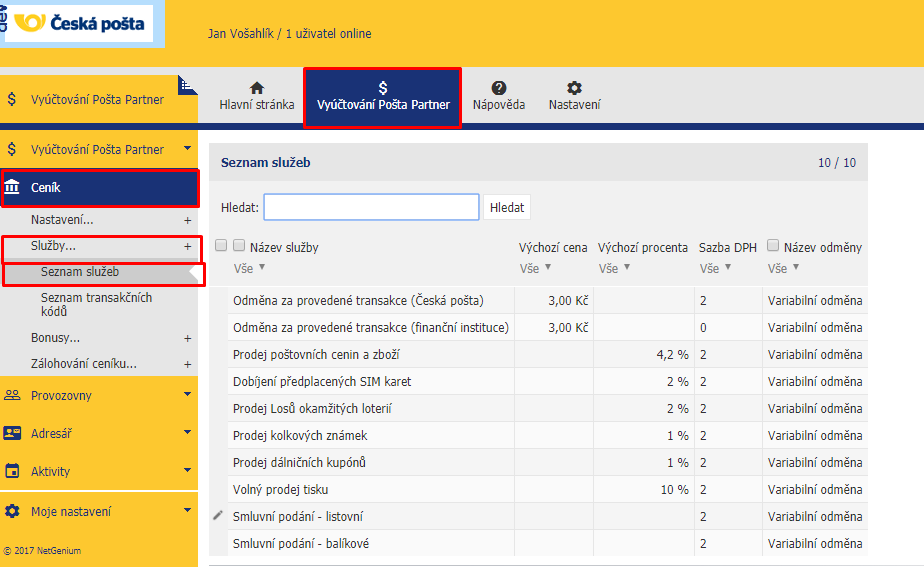 dev
Česká pošta
Jan Vošahlík / 1 uživatel online
$ Vyúčtování Pošta Partner
Hlavní stránka
$
Vyúčtování Pošta Partner
Nápověda
Nastavení
$ Vyúčtování Pošta Partner
Ceník
Nastavení... +
Služby... +
Seznam služeb
Seznam transakčních
kódů
Bonusy... +
Zálohování ceníku... +
Provozovny
Adresář
Aktivity
Moje nastavení
© 2017 NetGenium
Seznam služeb 10 / 10
Hledat: Hledat
Název služby Výchozí cena Výchozí procenta Sazba DPH Název odměny
Vše Vše Vše Vše Vše
Odměna za provedené transakce (Česká pošta) 3,00 Kč 2 Variabilní odměna
Odměna za provedené transakce (finanční instituce) 3,00 Kč 0 Variabilní odměna
Prodej poštovních cenin a zboží 4,2 % 2 Variabilní odměna
Dobíjení předplacených SIM karet 2 % 2 Variabilní odměna
Prodej Losů okamžitých loterií 2 % 2 Variabilní odměna
Prodej kolkových známek 1 % 2 Variabilní odměna
Prodej dálničních kupónů 1 % 2 Variabilní odměna
Volný prodej tisku 10 % 2 Variabilní odměna
Smluvní podání - listovní 2 Variabilní odměna
Smluvní podání - balíkové 2 Variabilní odměna